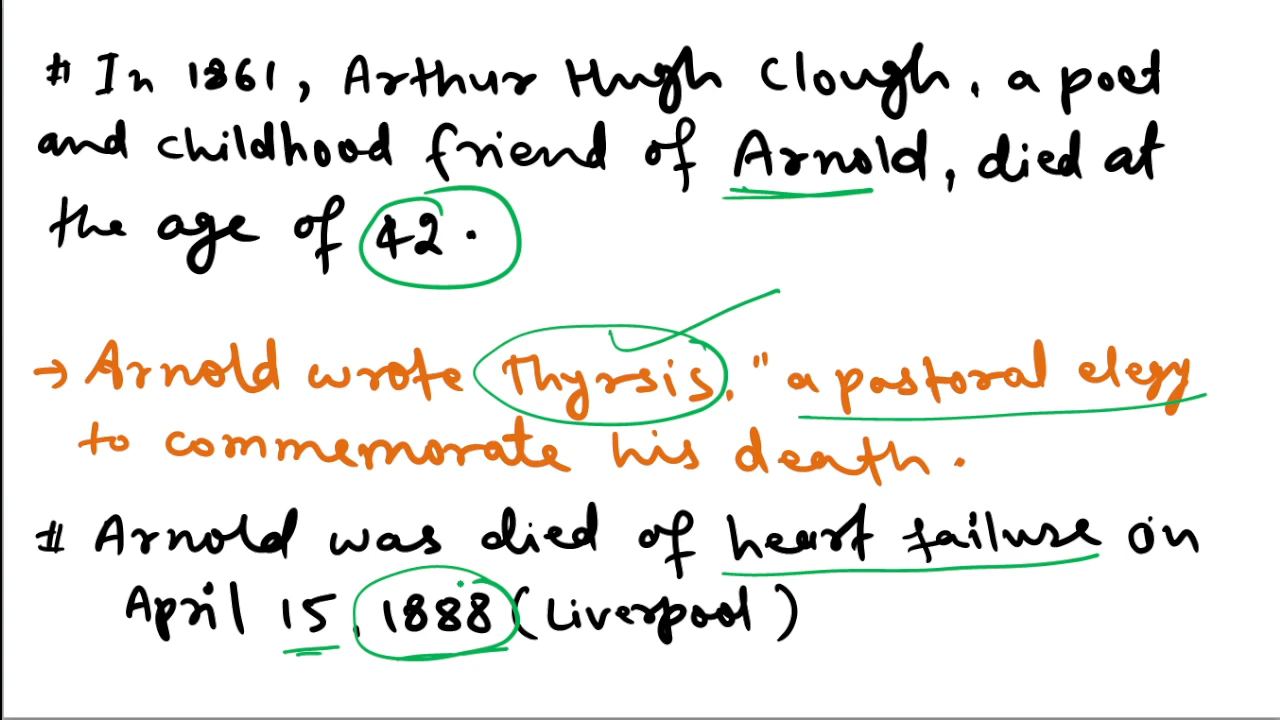 # In 1861, Arthur Hugh Clough, a poet
and childhood friend of Arnold, died at
the age of 42.
→ Arnold wrote Thyrsis, " a pastoral elegy
to commemorate his death.
# Arnold was died of heart failure on
April 15, 1888 (Liverpool)